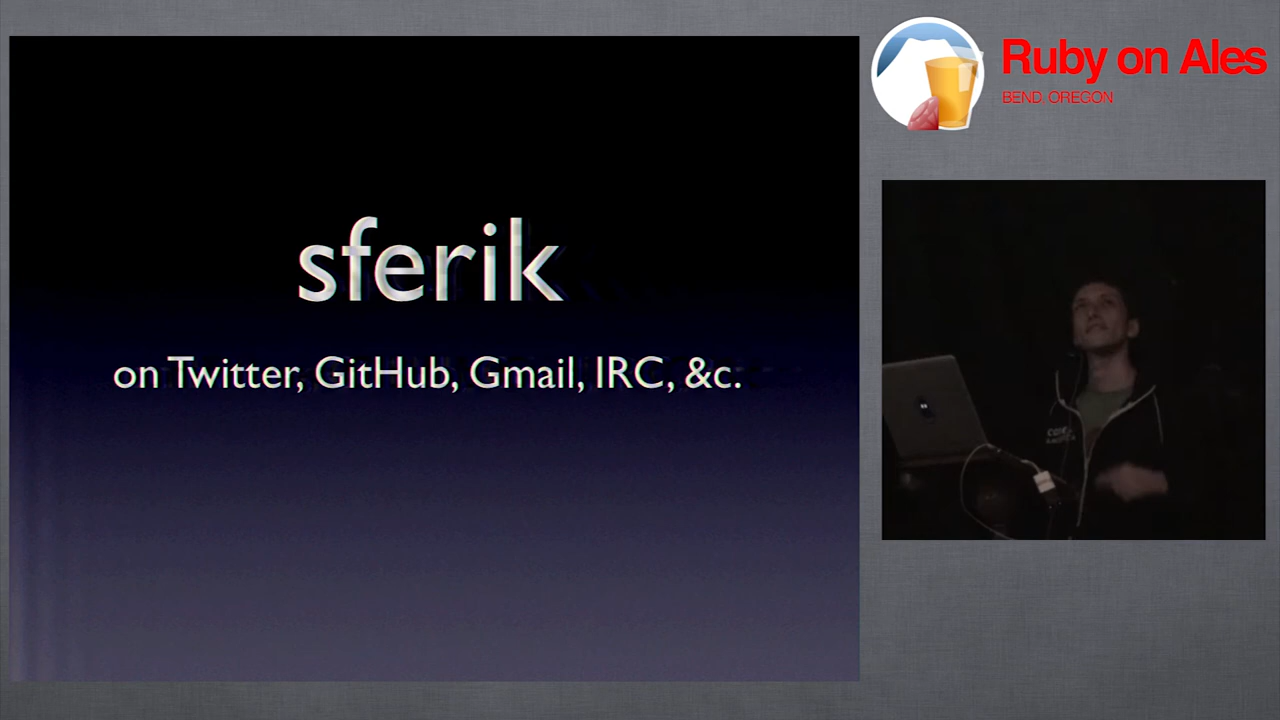 sferik
on Twitter, GitHub, Gmail, IRC, &c.
Ruby on Ales
BEND, OREGON